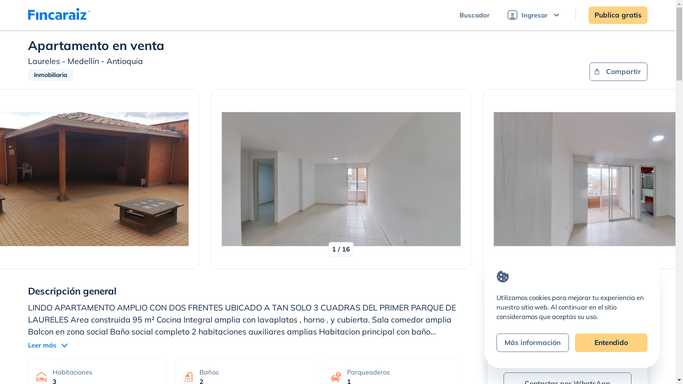 Fincaraiz
Buscador
Ingresar
Publica gratis
Apartamento en venta
Laureles - Medellín - Antioquia
Inmobiliaria
Compartir
1 / 16
Descripción general
LINDO APARTAMENTO AMPLIO CON DOS FRENTES UBICADO A TAN SOLO 3 CUADRAS DEL PRIMER PARQUE DE
LAURELES Area construida 95 m² Cocina Integral amplia con lavaplatos , horno , y cubierta. Sala comedor amplia
Balcon en zona social Baño social completo 2 habitaciones auxiliares amplias Habitacion principal con baño...
Leer más
Habitaciones
3
Baños
2
Parqueaderos
1
Utilizamos cookies para mejorar tu experiencia en
nuestro sitio web. Al continuar en el sitio
consideramos que aceptas su uso.
Más información
Entendido
Contactar por WhatsApp